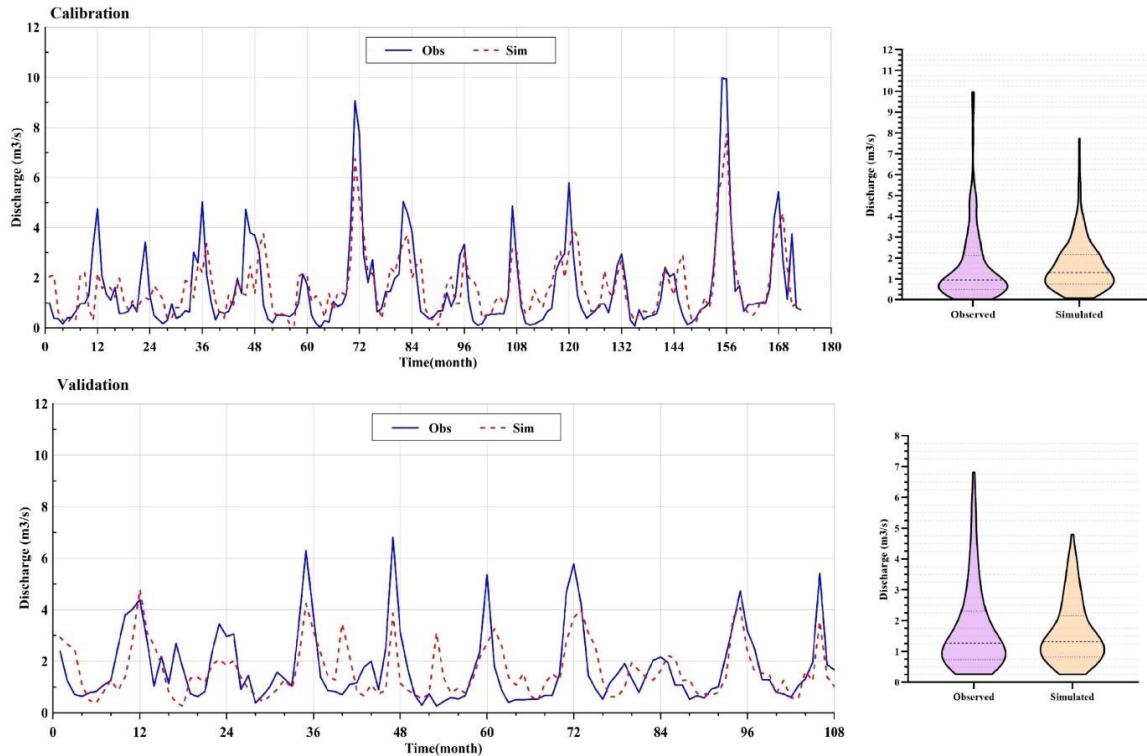 Calibration
Obs Sim
12
10
8
6
4
2
0
Discharge (m3/s)
0 12 24 36 48 60 72 84 96 108 120 132 144 156 168 180
Time(month)
12
11
10
9
8
7
6
5
4
3
2
1
0
Discharge (m3/s)
Observed Simulated
Validation
Obs Sim
12
10
8
6
4
2
0
Discharge (m3/s)
0 12 24 36 48 60 72 84 96 108
Time(month)
8
7
6
5
4
3
2
1
0
Discharge (m3/s)
Observed Simulated